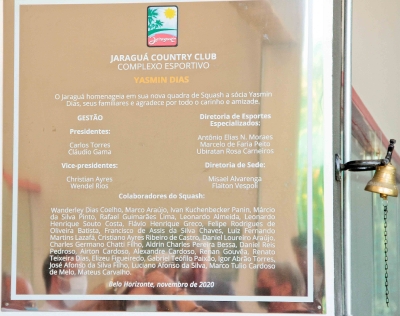 JARAGUÁ COUNTRY CLUB
COMPLEXO ESPORTIVO
YASMIN DIAS
O Jaraguá homenageia em sua nova quadra de Squash a sócia Yasmin
Dias, seus familiares e agradece por todo o carinho e amizade.
GESTÃO
Presidentes:
Carlos Torres
Cláudio Gama
Vice-presidentes:
Christian Ayres
Wendel Rios
Diretoria de Esportes
Especializados:
Antônio Elias N. Moraes
Marcelo de Faria Peito
Ubiratan Rosa Carneiros
Diretoria de Sede:
Misael Alvarenga
Flaiton Vespoli
Colaboradores do Squash:
Wanderley Dias Coelho, Marco Araújo, Ivan Kuchenbecker Panin, Márcio
da Silva Pinto, Rafael Guimarães Lima, Leonardo Almeida, Leonardo
Henrique Souto Costa, Flávio Henrique Greco, Felipe Rodrigues de
Oliveira Batista, Francisco de Assis da Silva Chaves, Luiz Fernando
Martins Lazafá, Cristiano Ayres Ribeiro de Castro, Daniel Loureiro Araújo,
Charles Germano Chatti Filho, Aldrin Charles Pereira Bessa, Daniel Reis
Pedroso, Airton Cardoso, Alexandre Cardoso, Renan Gouvêa, Renato
Teixeira Dias, Elizeu Figueiredo, Gabriel Teófilo Paixão, Igor Abrão Torres,
José Afonso da Silva Filho, Luciano Afonso da Silva, Marco Túlio Cardoso
de Melo, Mateus Carvalho.
Belo Horizonte, novembro de 2020